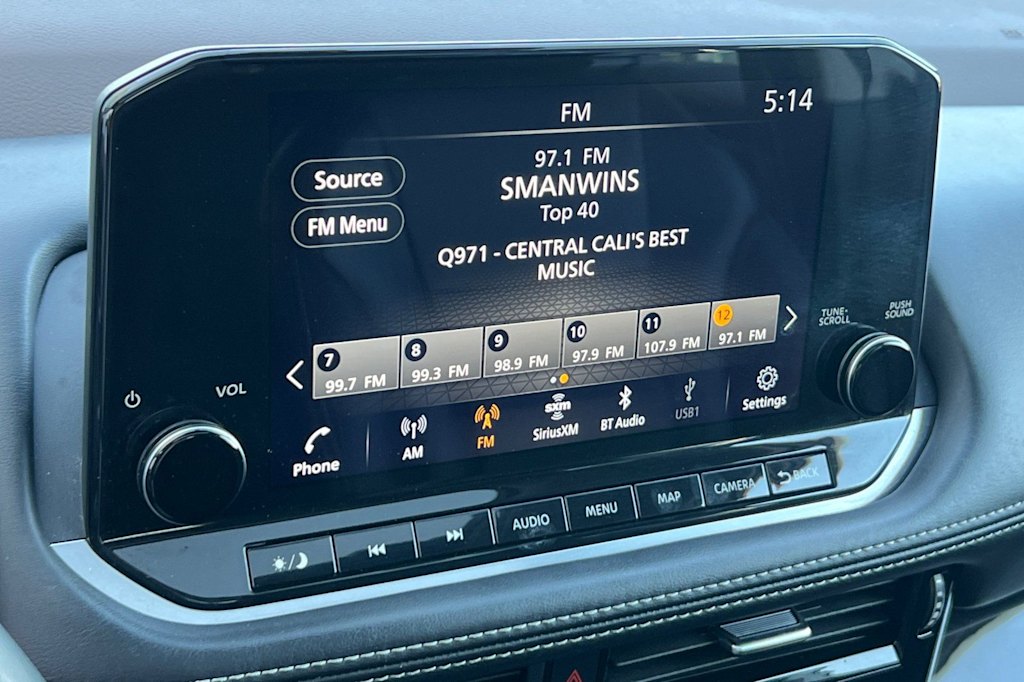 FM
5:14
Source
FM Menu
97.1 FM
SMANWINS
Top 40
Q971 - CENTRAL CALI'S BEST
MUSIC
7
99.7 FM
8
99.3 FM
9
98.9 FM
10
97.9 FM
11
107.9 FM
12
97.1 FM
TUNE-
SCROLL
PUSH
SOUND
VOL
Phone
AM
FM
sxm
SiriusXM
BT Audio
USB1
Settings
AUDIO
MENU
MAP
CAMERA
BACK